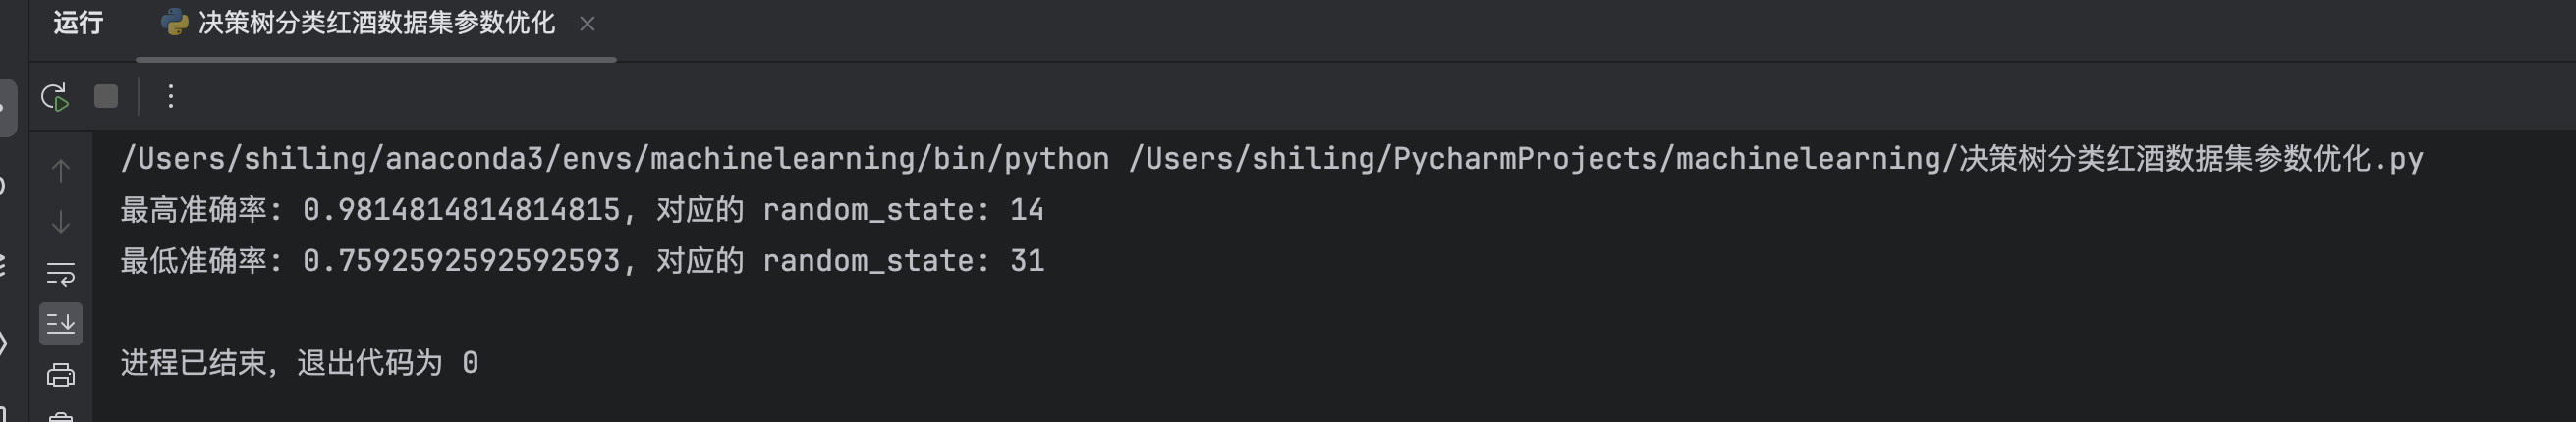 运行 决策树分类红酒数据集参数优化
/Users/shiling/anaconda3/envs/machinelearning/bin/python /Users/shiling/PycharmProjects/machinelearning/决策树分类红酒数据集参数优化.py
最高准确率: 0.9814814814814815, 对应的 random_state: 14
最低准确率: 0.7592592592592593, 对应的 random_state: 31
进程已结束，退出代码为 0